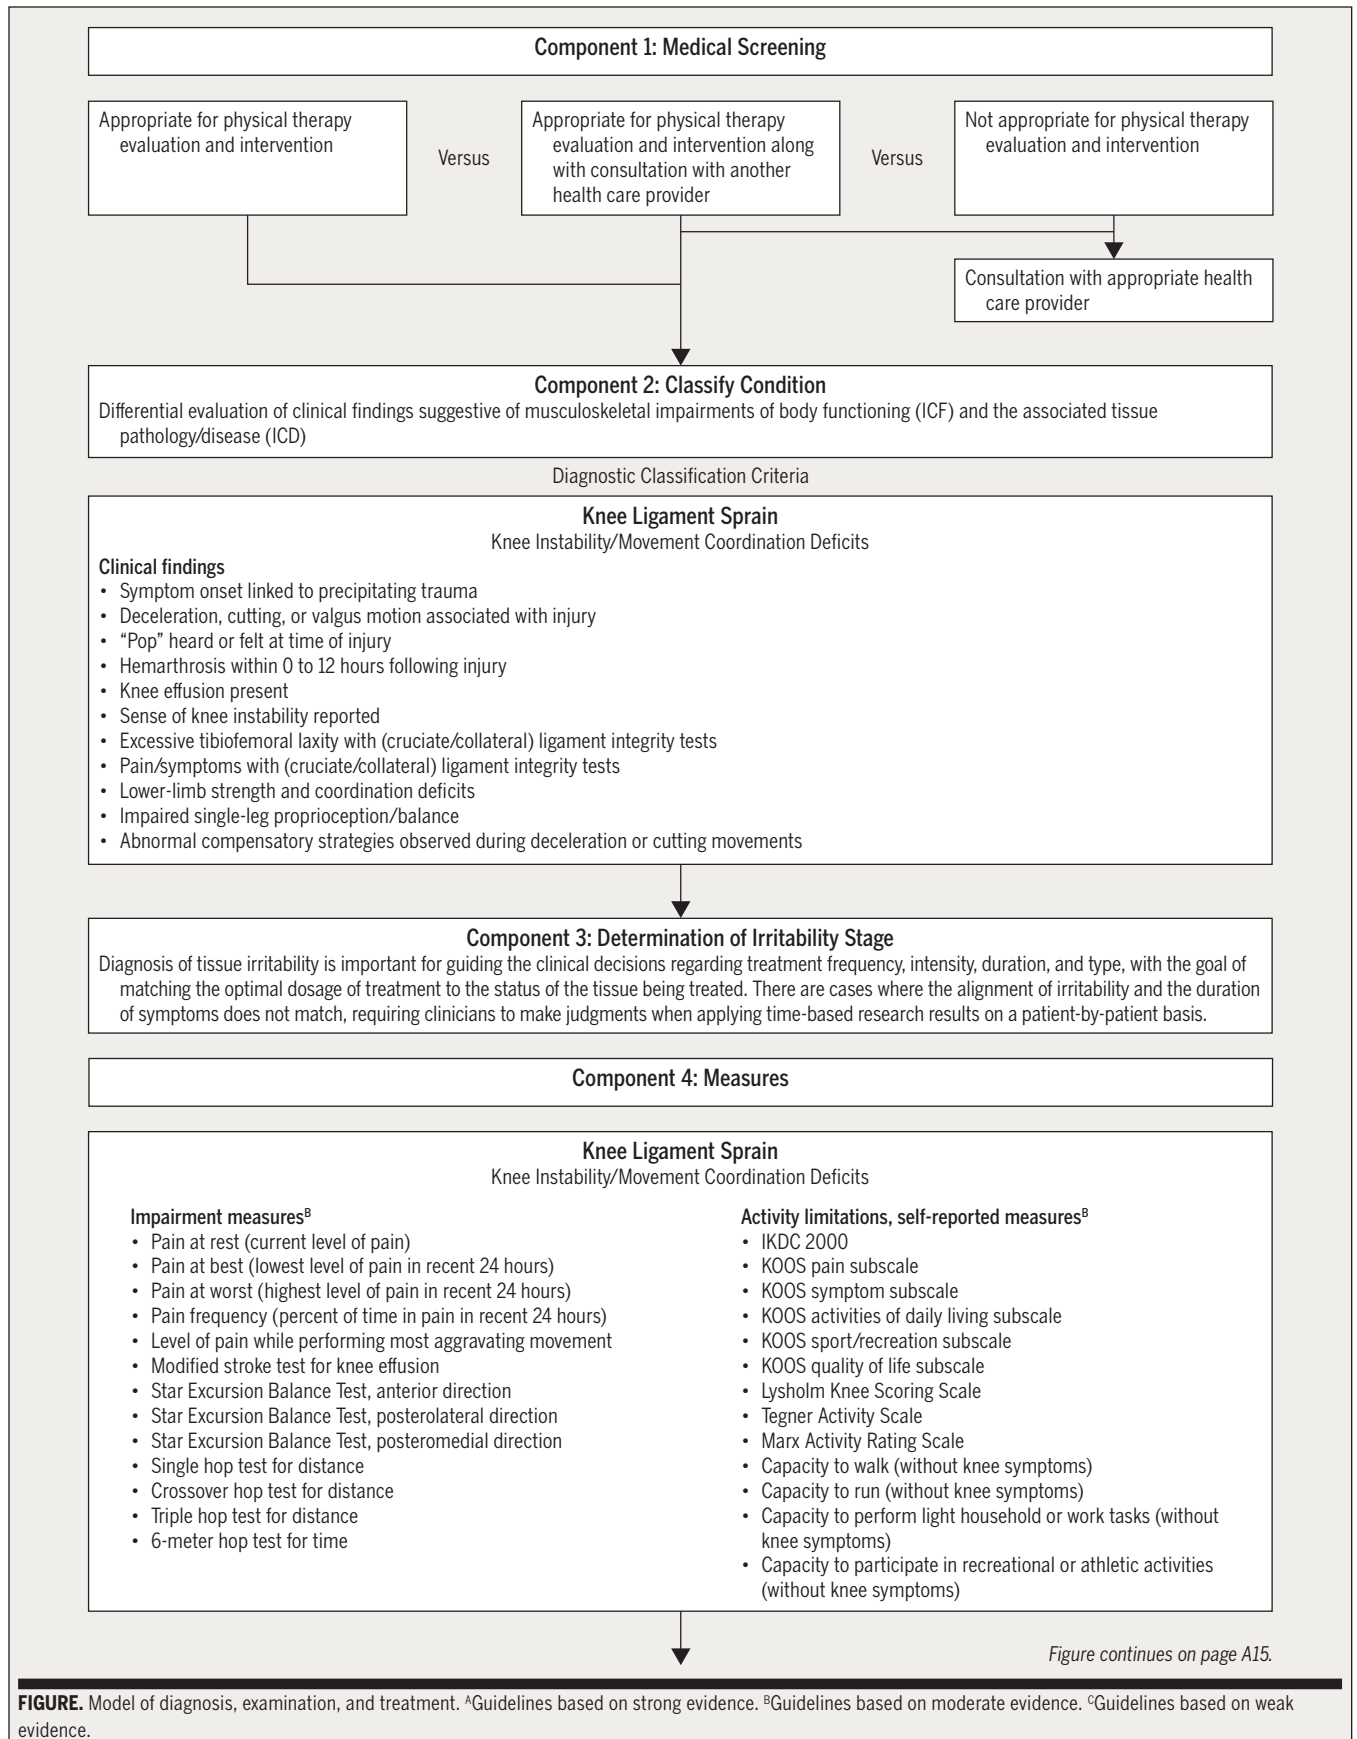 Component 1: Medical Screening
Appropriate for physical therapy
evaluation and intervention
Versus
Appropriate for physical therapy
evaluation and intervention along
with consultation with another
health care provider
Versus
Not appropriate for physical therapy
evaluation and intervention
Consultation with appropriate health
care provider
Component 2: Classify Condition
Differential evaluation of clinical findings suggestive of musculoskeletal impairments of body functioning (ICF) and the associated tissue
pathology/disease (ICD)
Diagnostic Classification Criteria
Knee Ligament Sprain
Knee Instability/Movement Coordination Deficits
Clinical findings
• Symptom onset linked to precipitating trauma
• Deceleration, cutting, or valgus motion associated with injury
• “Pop” heard or felt at time of injury
• Hemarthrosis within 0 to 12 hours following injury
• Knee effusion present
• Sense of knee instability reported
• Excessive tibiofemoral laxity with (cruciate/collateral) ligament integrity tests
• Pain/symptoms with (cruciate/collateral) ligament integrity tests
• Lower-limb strength and coordination deficits
• Impaired single-leg proprioception/balance
• Abnormal compensatory strategies observed during deceleration or cutting movements
Component 3: Determination of Irritability Stage
Diagnosis of tissue irritability is important for guiding the clinical decisions regarding treatment frequency, intensity, duration, and type, with the goal of
matching the optimal dosage of treatment to the status of the tissue being treated. There are cases where the alignment of irritability and the duration
of symptoms does not match, requiring clinicians to make judgments when applying time-based research results on a patient-by-patient basis.
Component 4: Measures
Knee Ligament Sprain
Knee Instability/Movement Coordination Deficits
Impairment measuresᴮ
• Pain at rest (current level of pain)
• Pain at best (lowest level of pain in recent 24 hours)
• Pain at worst (highest level of pain in recent 24 hours)
• Pain frequency (percent of time in pain in recent 24 hours)
• Level of pain while performing most aggravating movement
• Modified stroke test for knee effusion
• Star Excursion Balance Test, anterior direction
• Star Excursion Balance Test, posterolateral direction
• Star Excursion Balance Test, posteromedial direction
• Single hop test for distance
• Crossover hop test for distance
• Triple hop test for distance
• 6-meter hop test for time
Activity limitations, self-reported measuresᴮ
• IKDC 2000
• KOOS pain subscale
• KOOS symptom subscale
• KOOS activities of daily living subscale
• KOOS sport/recreation subscale
• KOOS quality of life subscale
• Lysholm Knee Scoring Scale
• Tegner Activity Scale
• Marx Activity Rating Scale
• Capacity to walk (without knee symptoms)
• Capacity to run (without knee symptoms)
• Capacity to perform light household or work tasks (without
knee symptoms)
• Capacity to participate in recreational or athletic activities
(without knee symptoms)
Figure continues on page A15.
FIGURE. Model of diagnosis, examination, and treatment. ᴬGuidelines based on strong evidence. ᴮGuidelines based on moderate evidence. ᶜGuidelines based on weak
evidence.